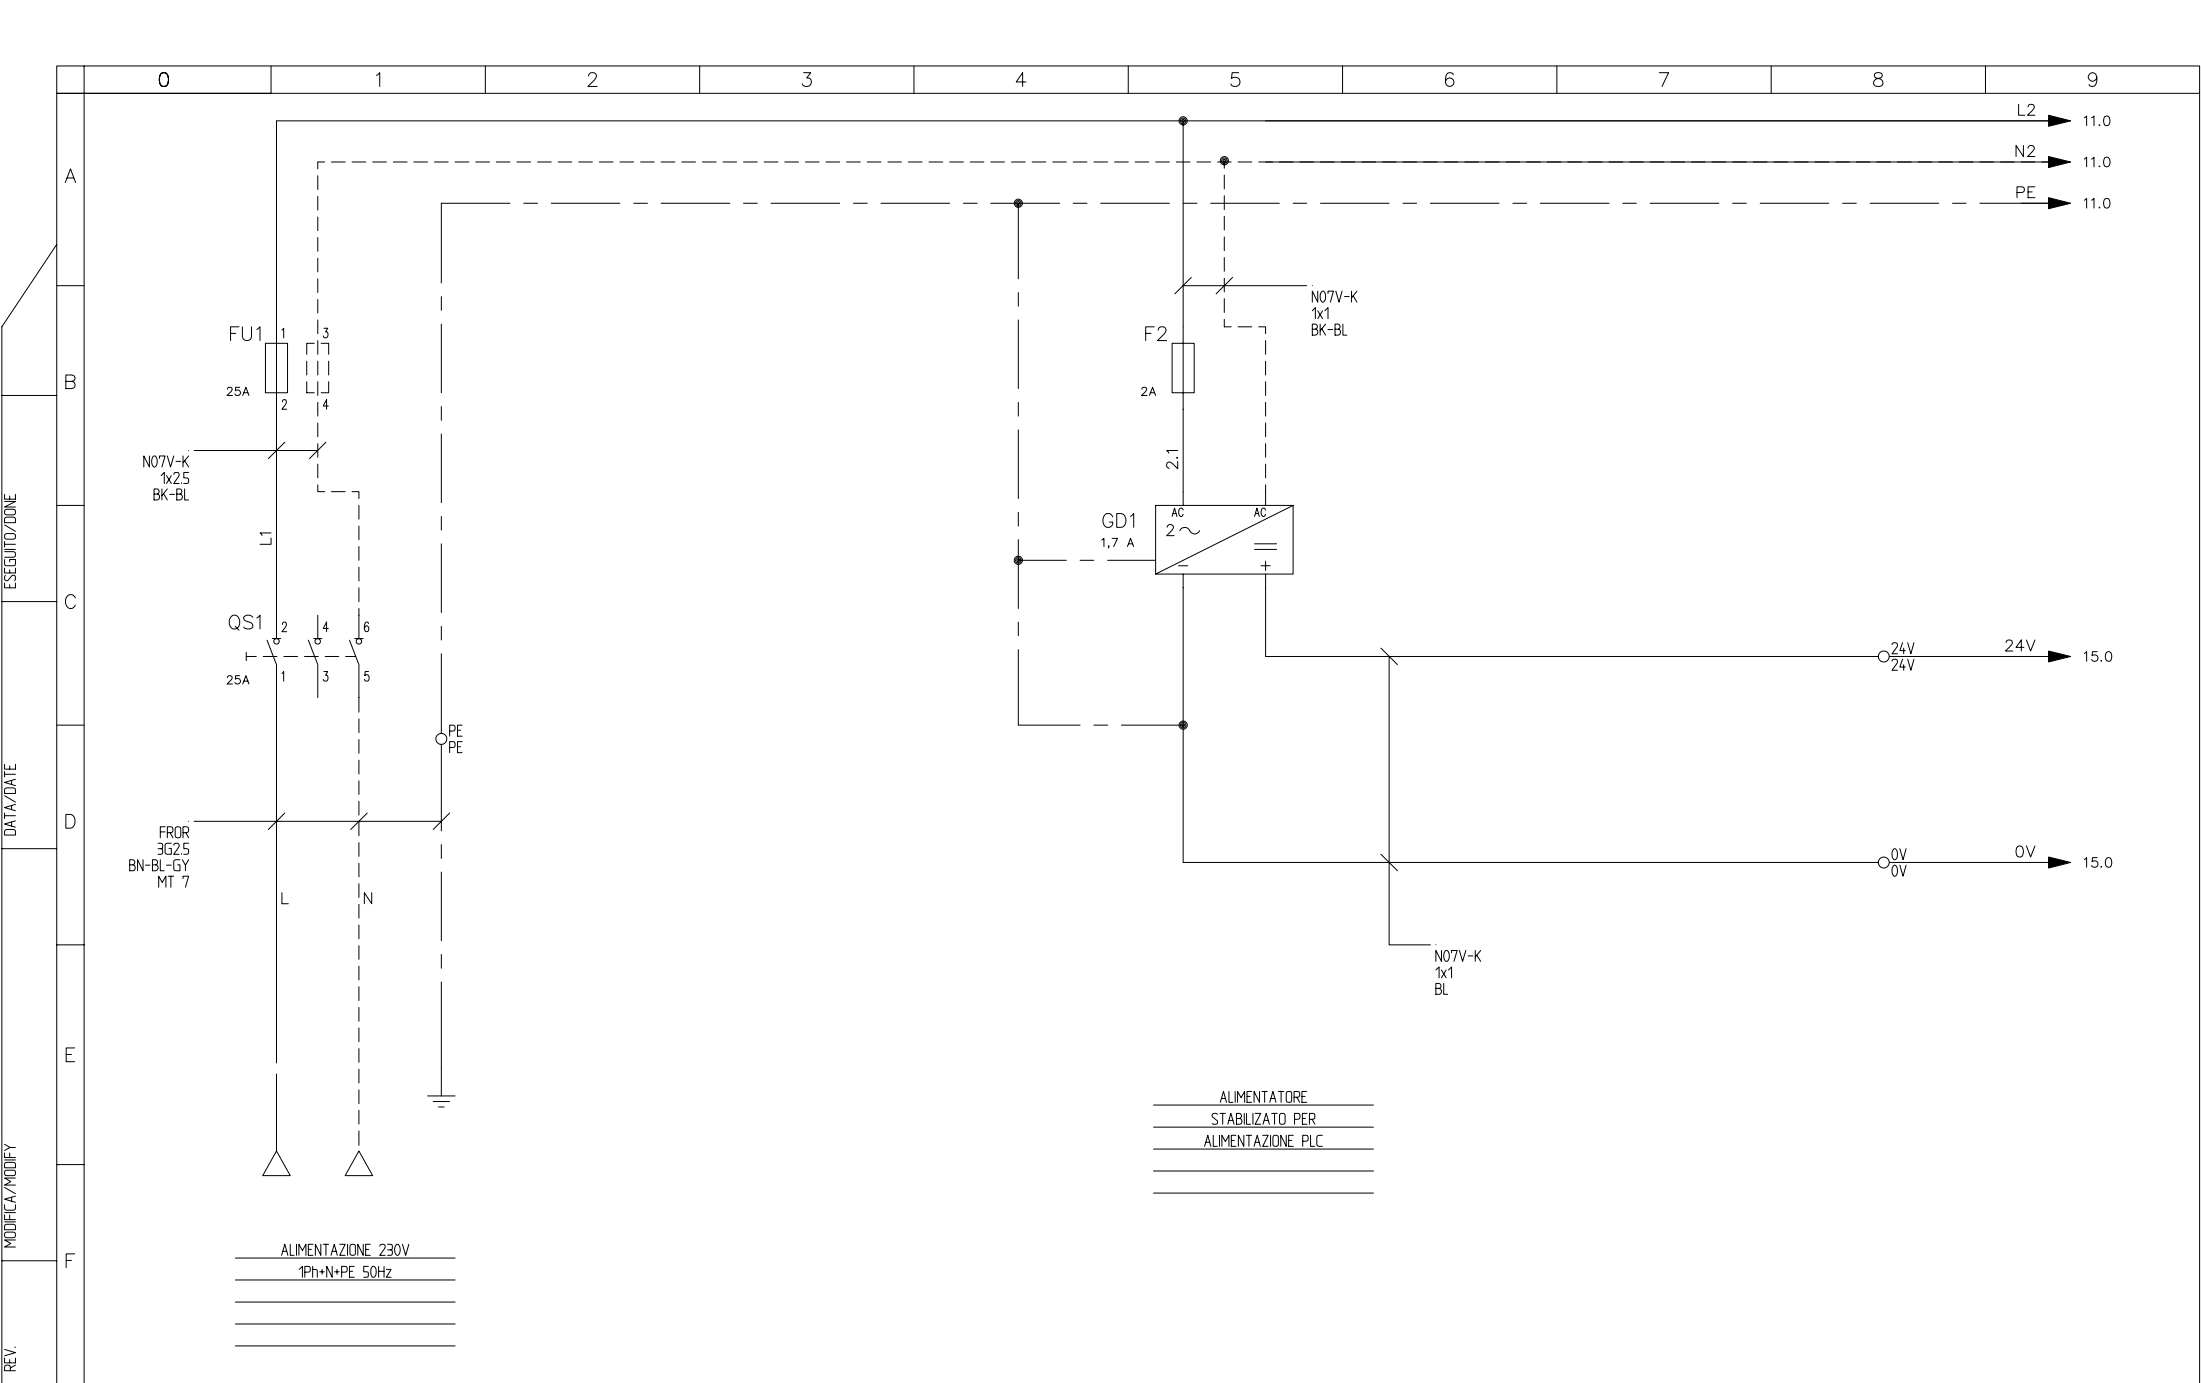 0 1 2 3 4 5 6 7 8 9
L2 11.0
N2 11.0
PE 11.0
A
B
C
D
E
F
FU1 1 3
25A 2 4
N07V-K
1x2.5
BK-BL
L1
QS1 2 4 6
25A 1 3 5
PE
PE
FROR
3G2.5
BN-BL-GY
MT 7
L N
ALIMENTAZIONE 230V
1Ph+N+PE 50Hz
N07V-K
1x1
BK-BL
F2
2A
2.1
GD1
1,7 A
AC AC
2
- +
24V
24V
24V 15.0
0V
0V
0V 15.0
N07V-K
1x1
BL
ALIMENTATORE
STABILIZATO PER
ALIMENTAZIONE PLC
ESEGUITO/DONE
DATA/DATE
MODIFICA/MODIFY
REV.